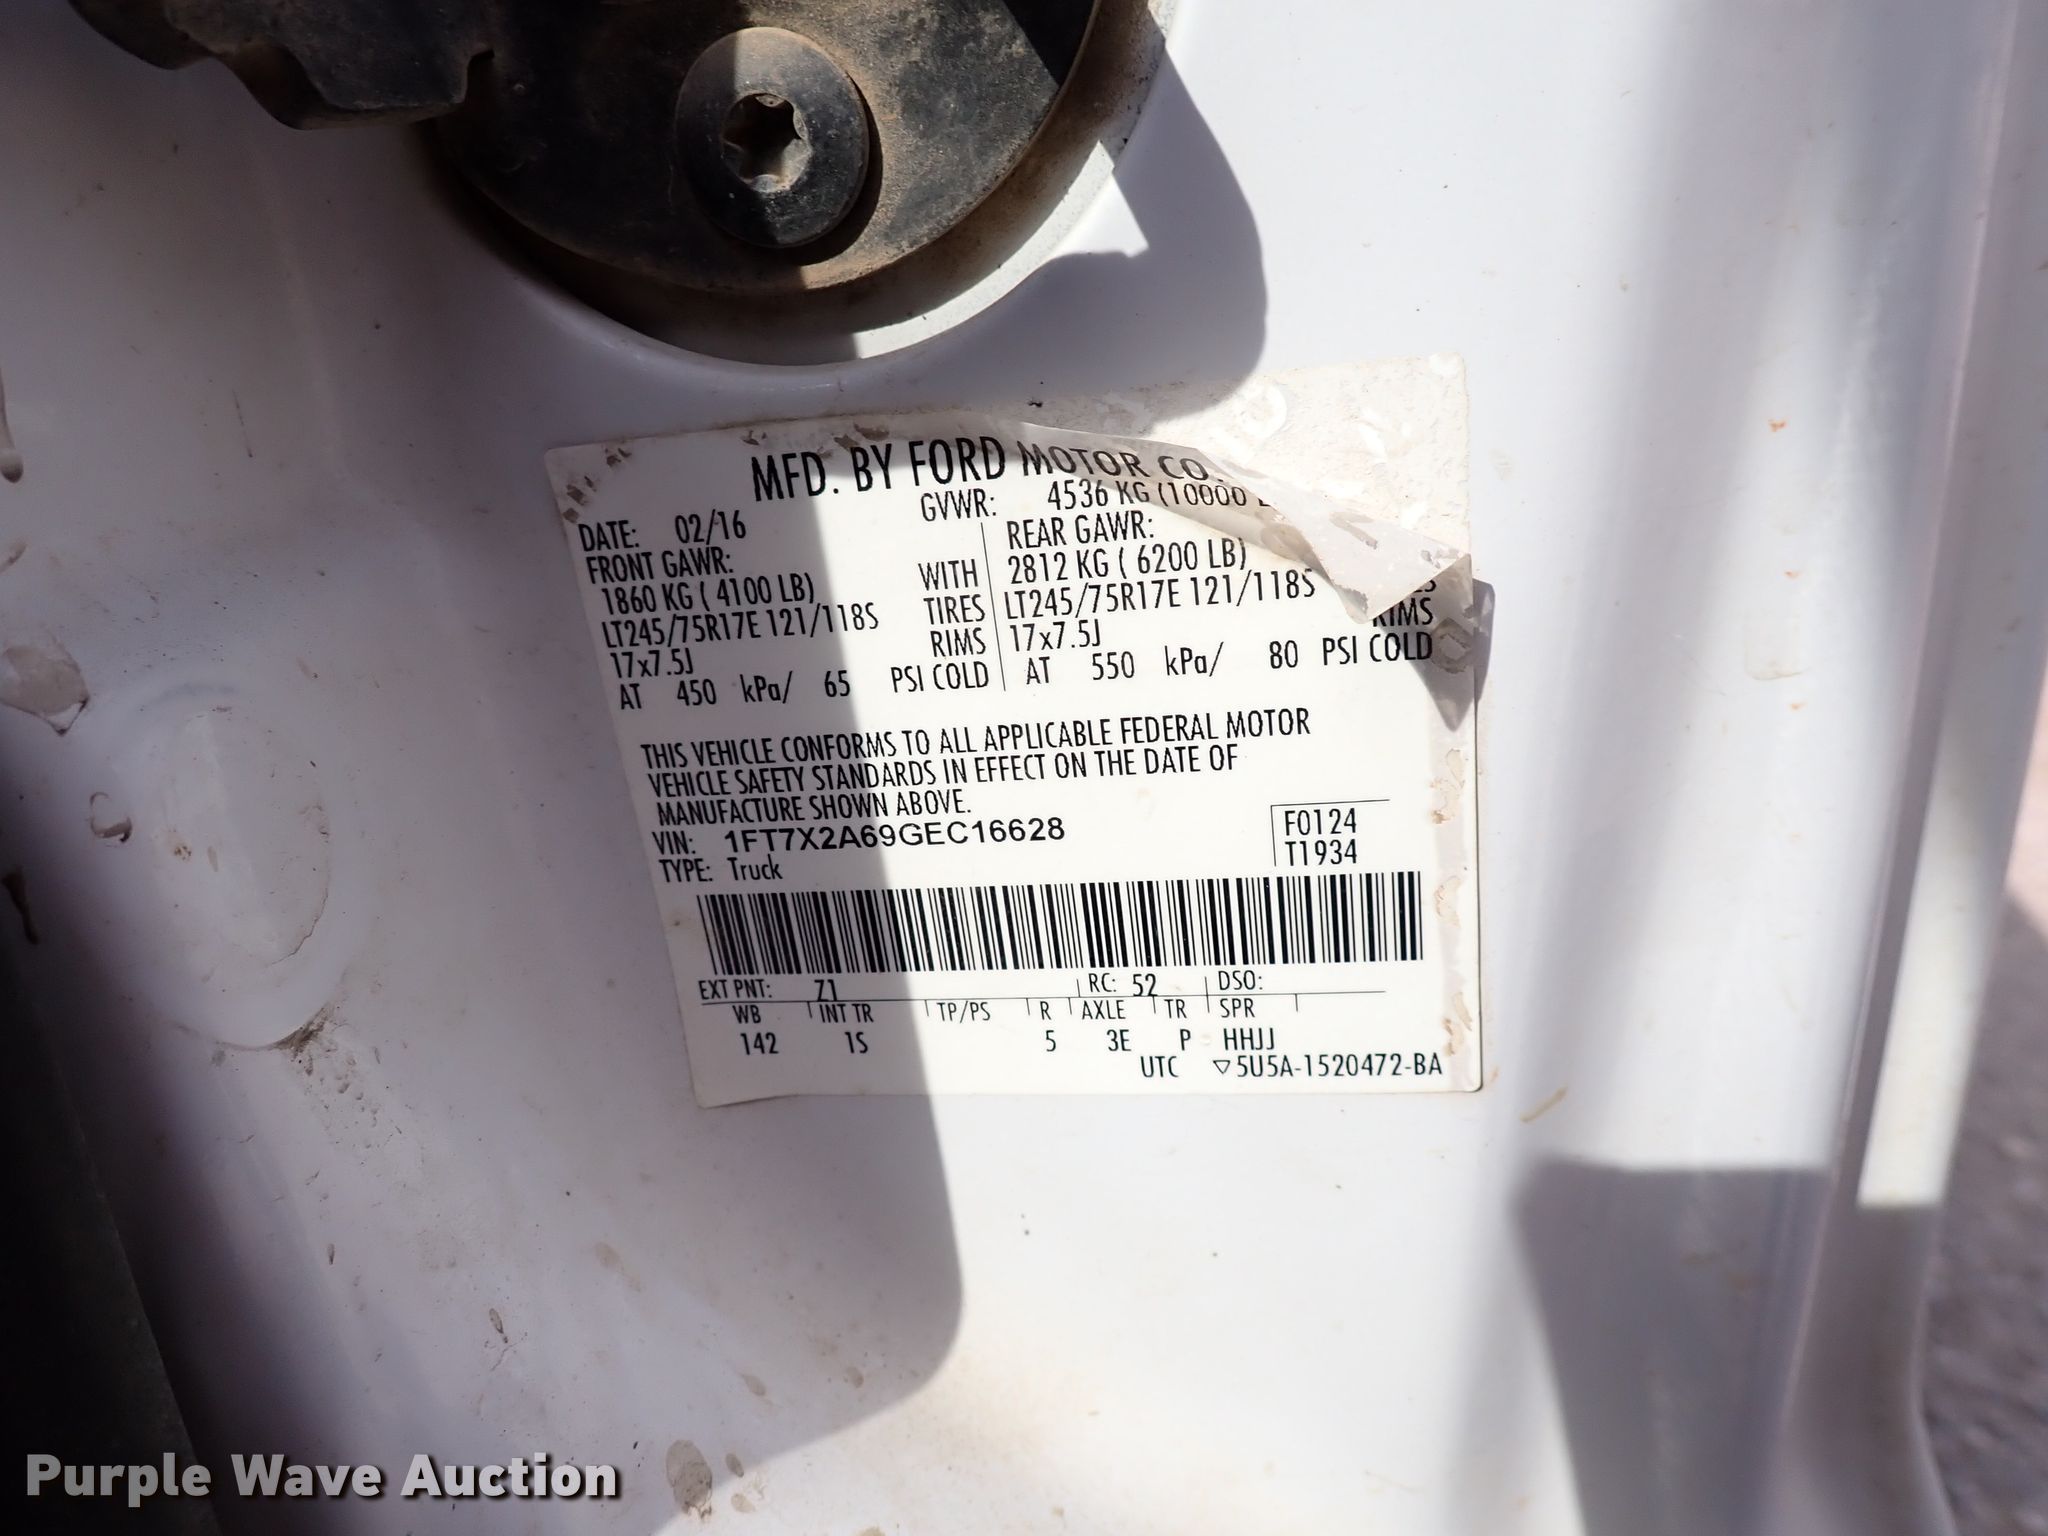 MFD. BY FORD MOTOR CO.
GVWR: 4536 KG (10000
DATE: 02/16
FRONT GAWR:
1860 KG ( 4100 LB) WITH
LT245/75R17E 121/118S TIRES
17x7.5J RIMS
AT 450 kPa/ 65 PSI COLD
REAR GAWR:
2812 KG ( 6200 LB)
LT245/75R17E 121/118S
17x7.5J RIMS
AT 550 kPa/ 80 PSI COLD
THIS VEHICLE CONFORMS TO ALL APPLICABLE FEDERAL MOTOR
VEHICLE SAFETY STANDARDS IN EFFECT ON THE DATE OF
MANUFACTURE SHOWN ABOVE.
VIN: 1FT7X2A69GEC16628
TYPE: Truck
F0124
T1934
EXT PNT: Z1 RC: 52 DSO:
WB INT TR TP/PS R AXLE TR SPR
142 1S 5 3E P HHJJ
UTC ▽5U5A-1520472-BA
Purple Wave Auction